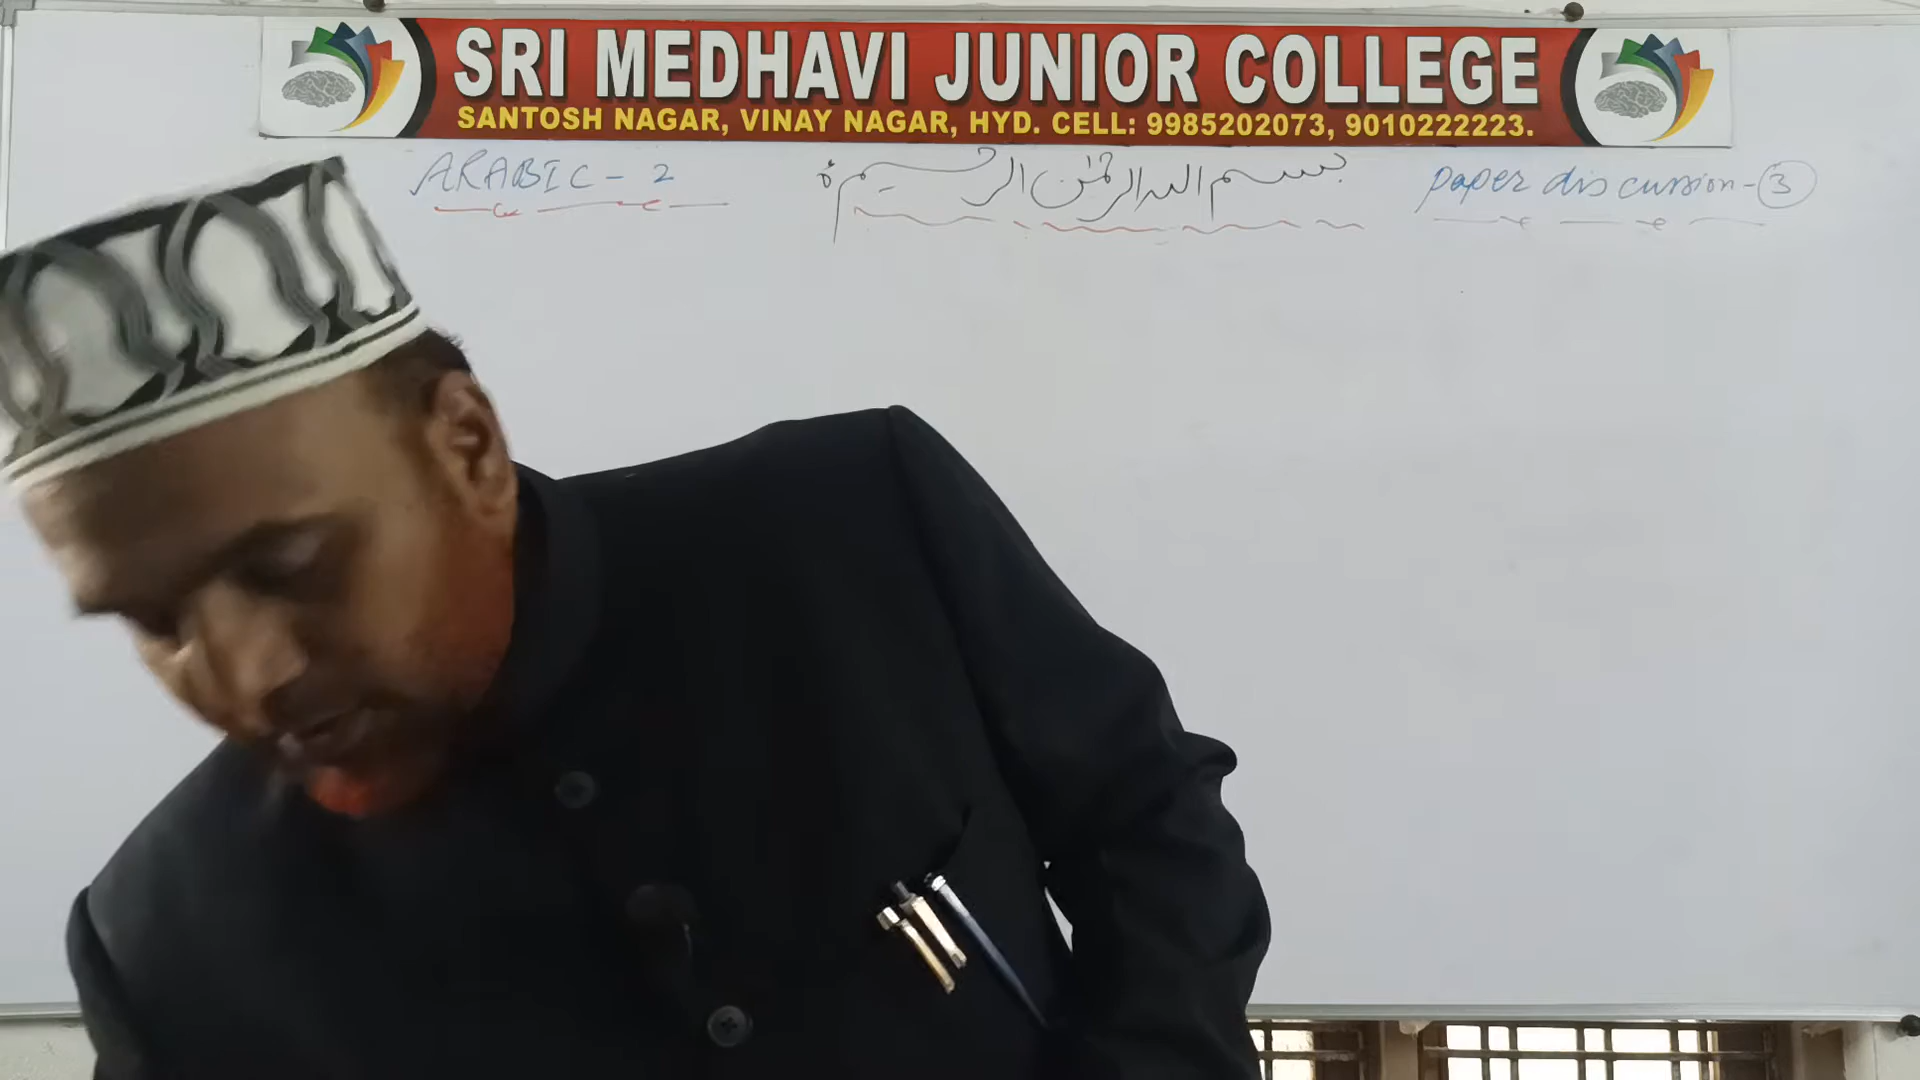 SRI MEDHAVI JUNIOR COLLEGE
SANTOSH NAGAR, VINAY NAGAR, HYD. CELL: 9985202073, 9010222223.
ARABIC - 2
بسم الله الرحمٰن الرحيم ة
paper discussion - 3